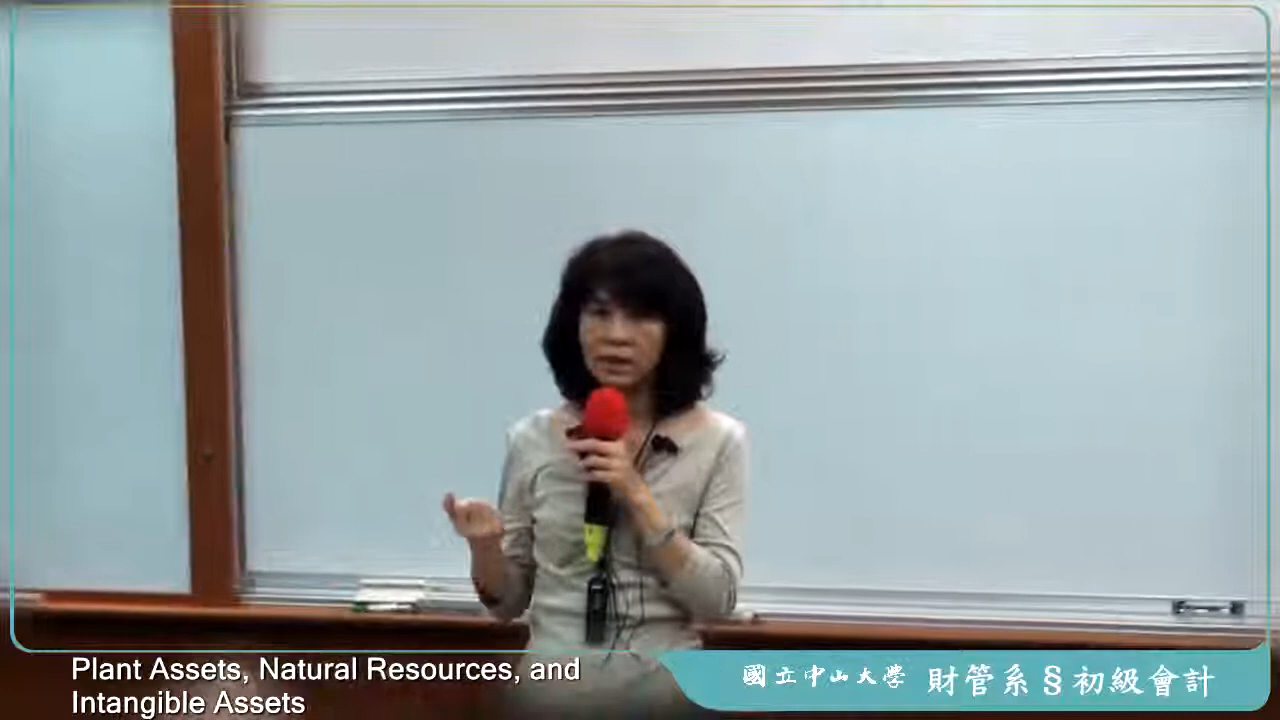 Plant Assets, Natural Resources, and
Intangible Assets
國立中山大學 財管系§初級會計